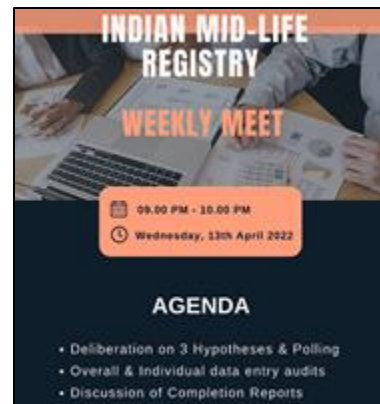 INDIAN MID-LIFE
REGISTRY
WEEKLY MEET
09.00 PM - 10.00 PM
Wednesday, 13th April 2022
AGENDA
• Deliberation on 3 Hypotheses & Polling
• Overall & Individual data entry audits
• Discussion of Completion Reports